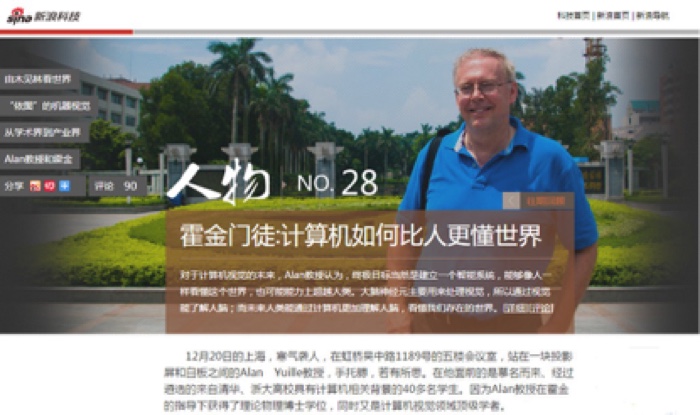 sina 新浪科技
科技首页 | 新浪首页 | 新浪导航
由木见林看世界
“依图”的机器视觉
从学术界到产业界
Alan教授和霍金
分享 评论 90
人物 NO. 28
往期回顾
霍金门徒:计算机如何比人更懂世界
对于计算机视觉的未来，Alan教授认为，终极目标当然是建立一个智能系统，能够像人一
样看懂这个世界，也可能能力上超越人类。大脑神经元主要用来处理视觉，所以通过视觉
能了解人脑；而未来人类能通过计算机更加理解人脑，看懂我们存在的世界。[详细][评论]
12月20日的上海，寒气袭人，在虹桥吴中路1189号的五楼会议室，站在一块投影
屏和白板之间的Alan Yuille教授，手托腮，若有所思。在他面前的是慕名而来、经过
遴选的来自清华、浙大高校具有计算机相关背景的40多名学生。因为Alan教授在霍金
的指导下获得了理论物理博士学位，同时又是计算机视觉领域顶级学者。